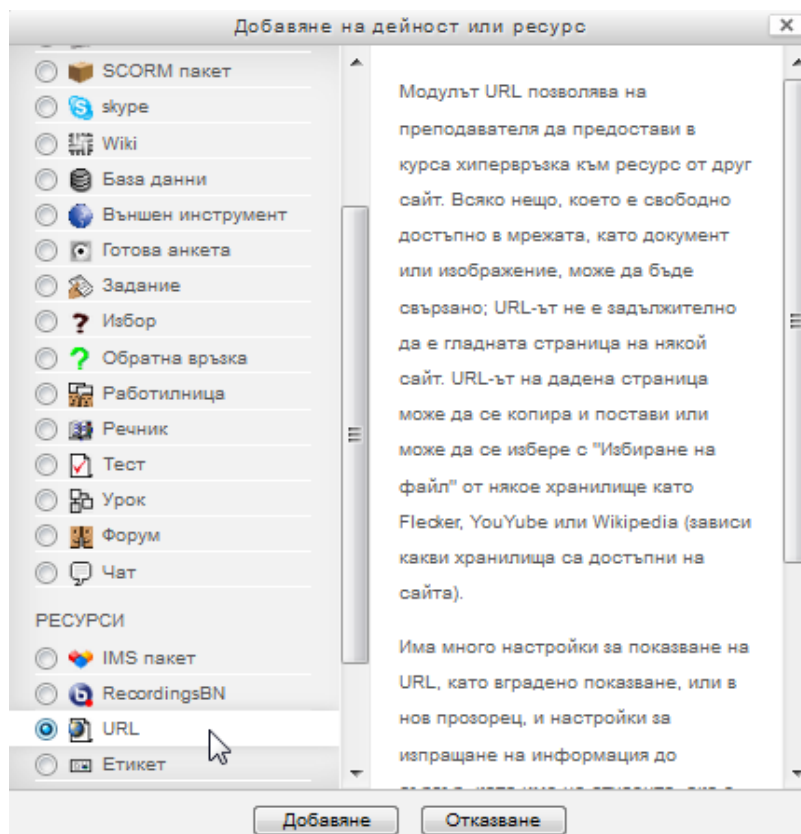 Добавяне на дейност или ресурс
SCORM пакет
skype
Wiki
База данни
Външен инструмент
Готова анкета
Задание
Избор
Обратна връзка
Работилница
Речник
Тест
Урок
Форум
Чат
РЕСУРСИ
IMS пакет
RecordingsBN
URL
Етикет
Модулът URL позволява на
преподавателя да предостави в
курса хипервръзка към ресурс от друг
сайт. Всяко нещо, което е свободно
достъпно в мрежата, като документ
или изображение, може да бъде
свързано; URL-ът не е задължително
да е гладната страница на някой
сайт. URL-ът на дадена страница
може да се копира и постави или
може да се избере с "Избиране на
файл" от някое хранилище като
Flecker, YouYube или Wikipedia (зависи
какви хранилища са достъпни на
сайта).
Има много настройки за показване на
URL, като вградено показване, или в
нов прозорец, и настройки за
изпращане на информация до
Добавяне
Отказване